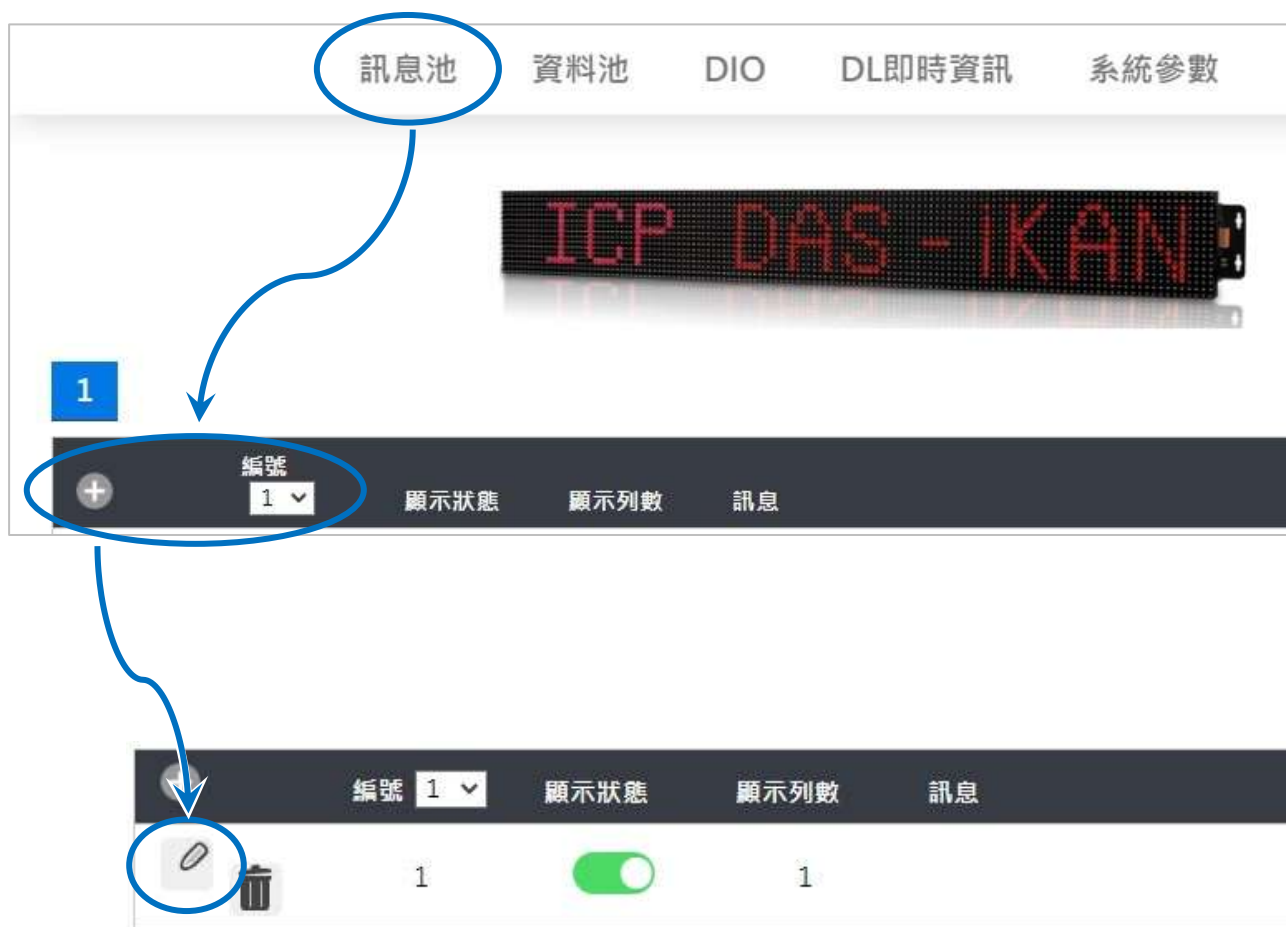 訊息池 資料池 DIO DL即時資訊 系統參數
ICP DAS - iKAN
1
編號
1 顯示狀態 顯示列數 訊息
編號 1 顯示狀態 顯示列數 訊息
1 1